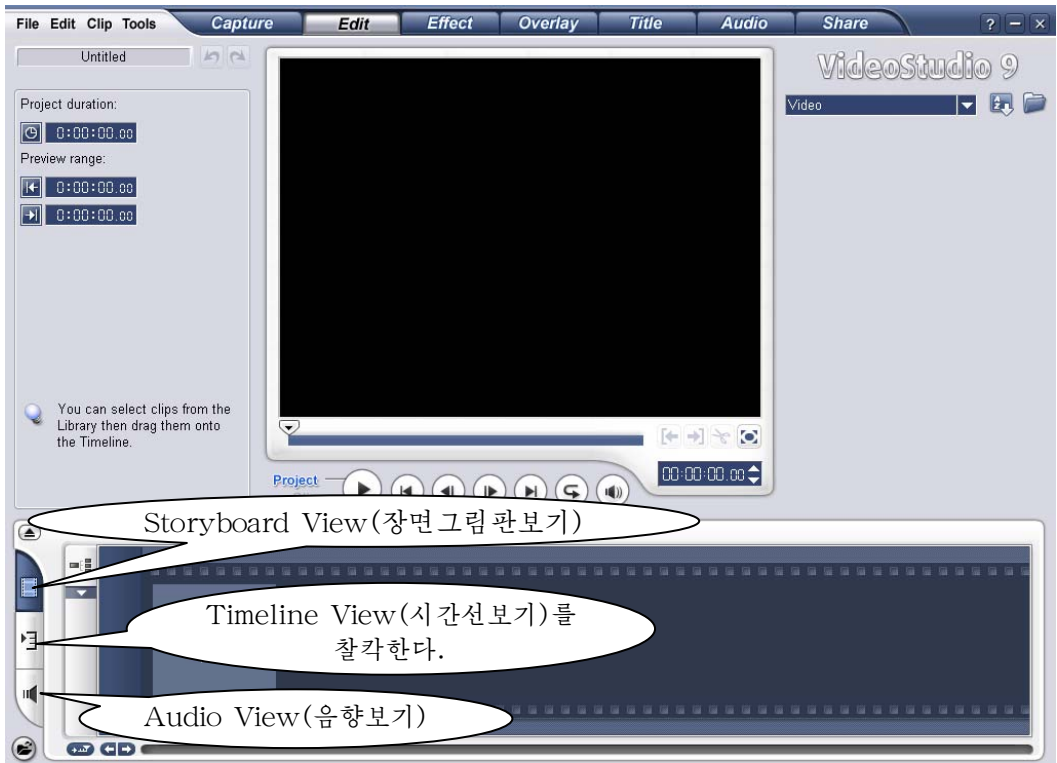 File Edit Clip Tools Capture Edit Effect Overlay Title Audio Share ? – ×
Untitled
VideoStudio 9
Project duration:
0:00:00.00
Preview range:
0:00:00.00
0:00:00.00
Video
You can select clips from the
Library then drag them onto
the Timeline.
00:00:00.00
Project
Storyboard View(장면그림판보기)
Timeline View(시간선보기)를
찰칵한다.
Audio View(음향보기)